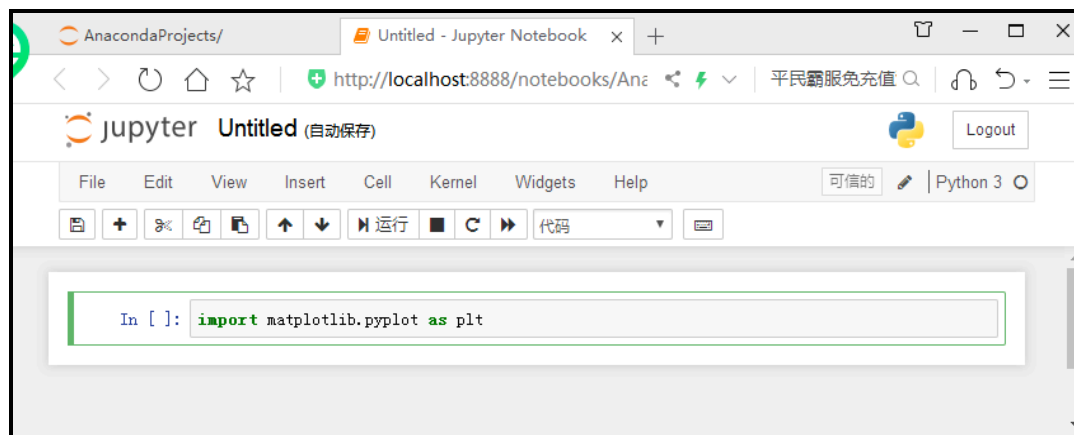 AnacondaProjects/ Untitled - Jupyter Notebook
http://localhost:8888/notebooks/Ana 平民霸服免充值
jupyter Untitled (自动保存) Logout
File Edit View Insert Cell Kernel Widgets Help 可信的 Python 3
运行 代码
In [ ]: import matplotlib.pyplot as plt